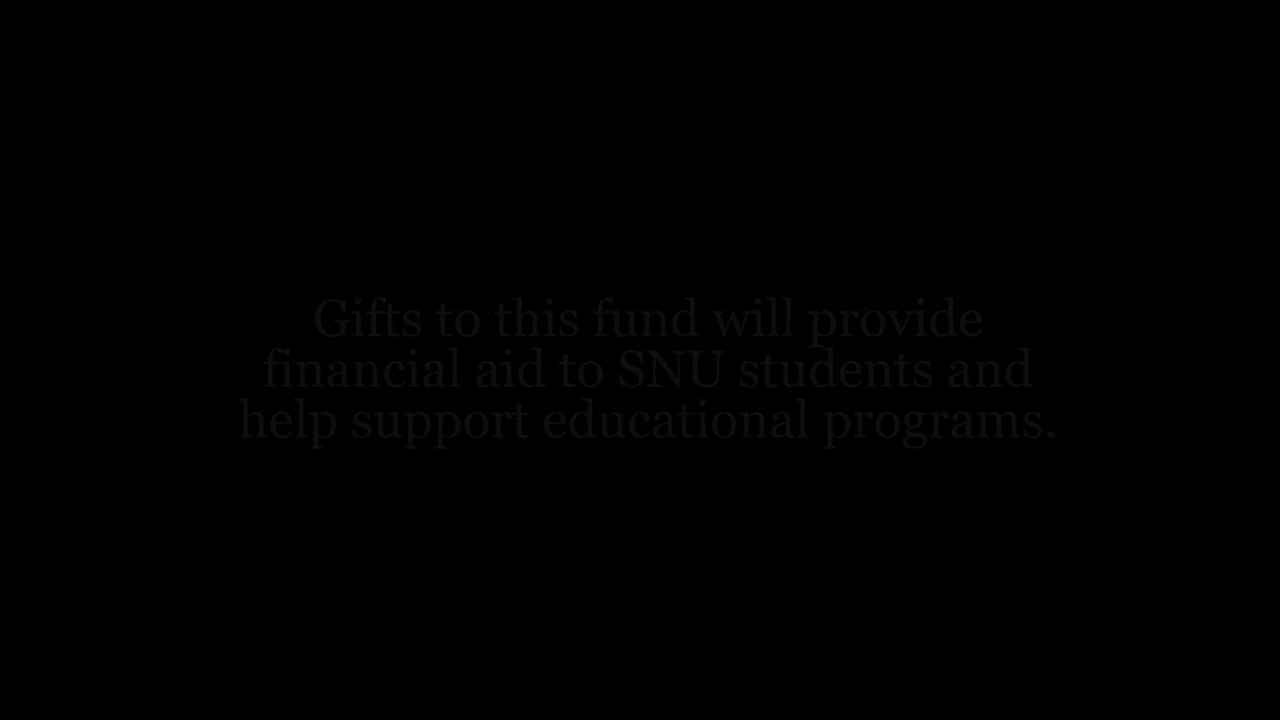 Gifts to this fund will provide
financial aid to SNU students and
help support educational programs.